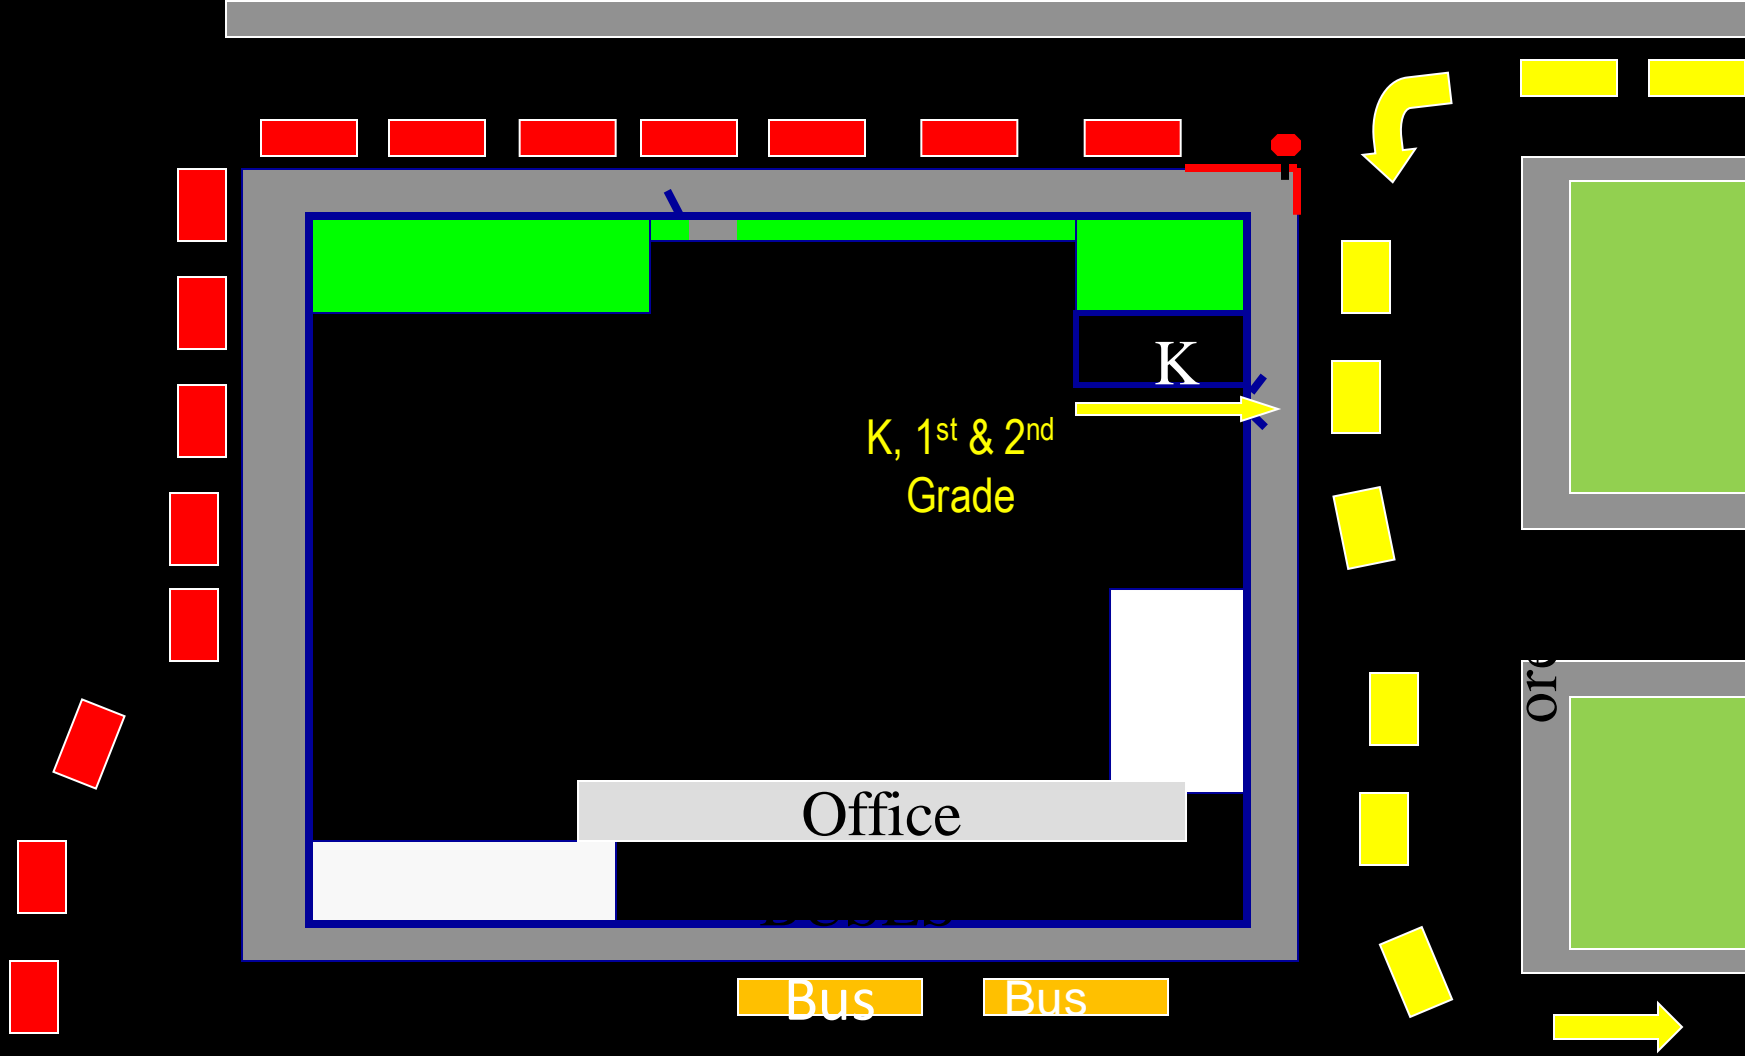 K
K, 1st & 2nd
Grade
Office
Bus
Bus